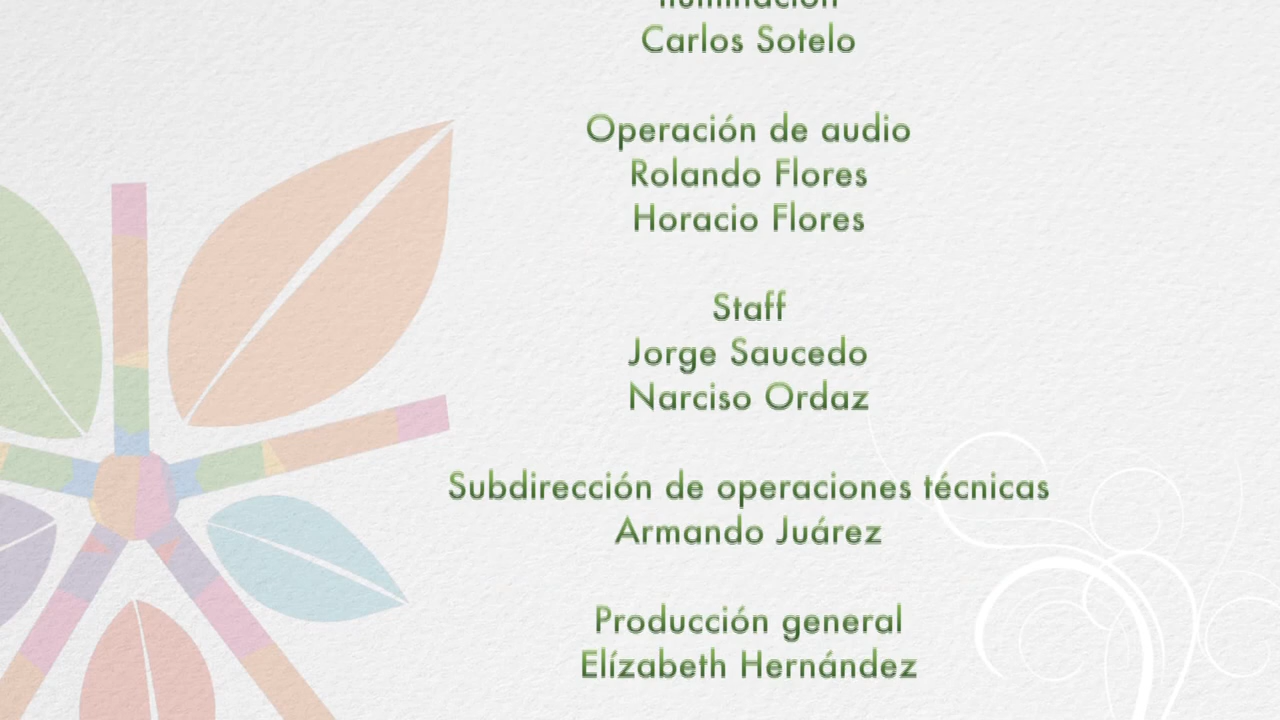 Iluminación
Carlos Sotelo
Operación de audio
Rolando Flores
Horacio Flores
Staff
Jorge Saucedo
Narciso Ordaz
Subdirección de operaciones técnicas
Armando Juárez
Producción general
Elízabeth Hernández